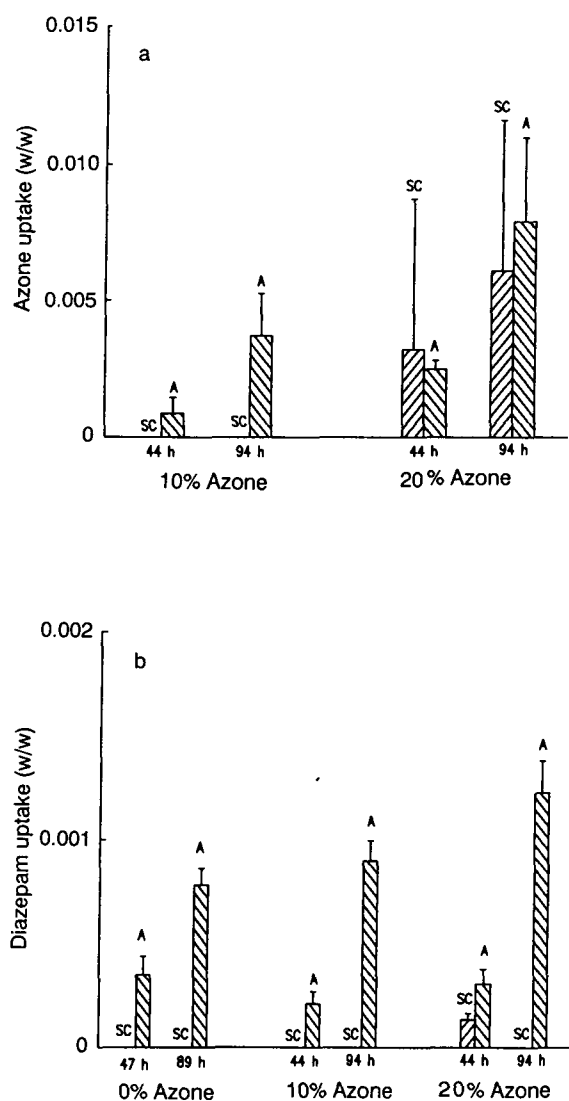 0.015
a
0.010
0.005
0
Azone uptake (w/w)
SC A
SC A
SC A
SC A
44 h 94 h 44 h 94 h
10% Azone 20% Azone
0.002
b
0.001
0
Diazepam uptake (w/w)
SC A
SC A
SC A
SC A
SC A
SC A
47 h 89 h 44 h 94 h 44 h 94 h
0% Azone 10% Azone 20% Azone